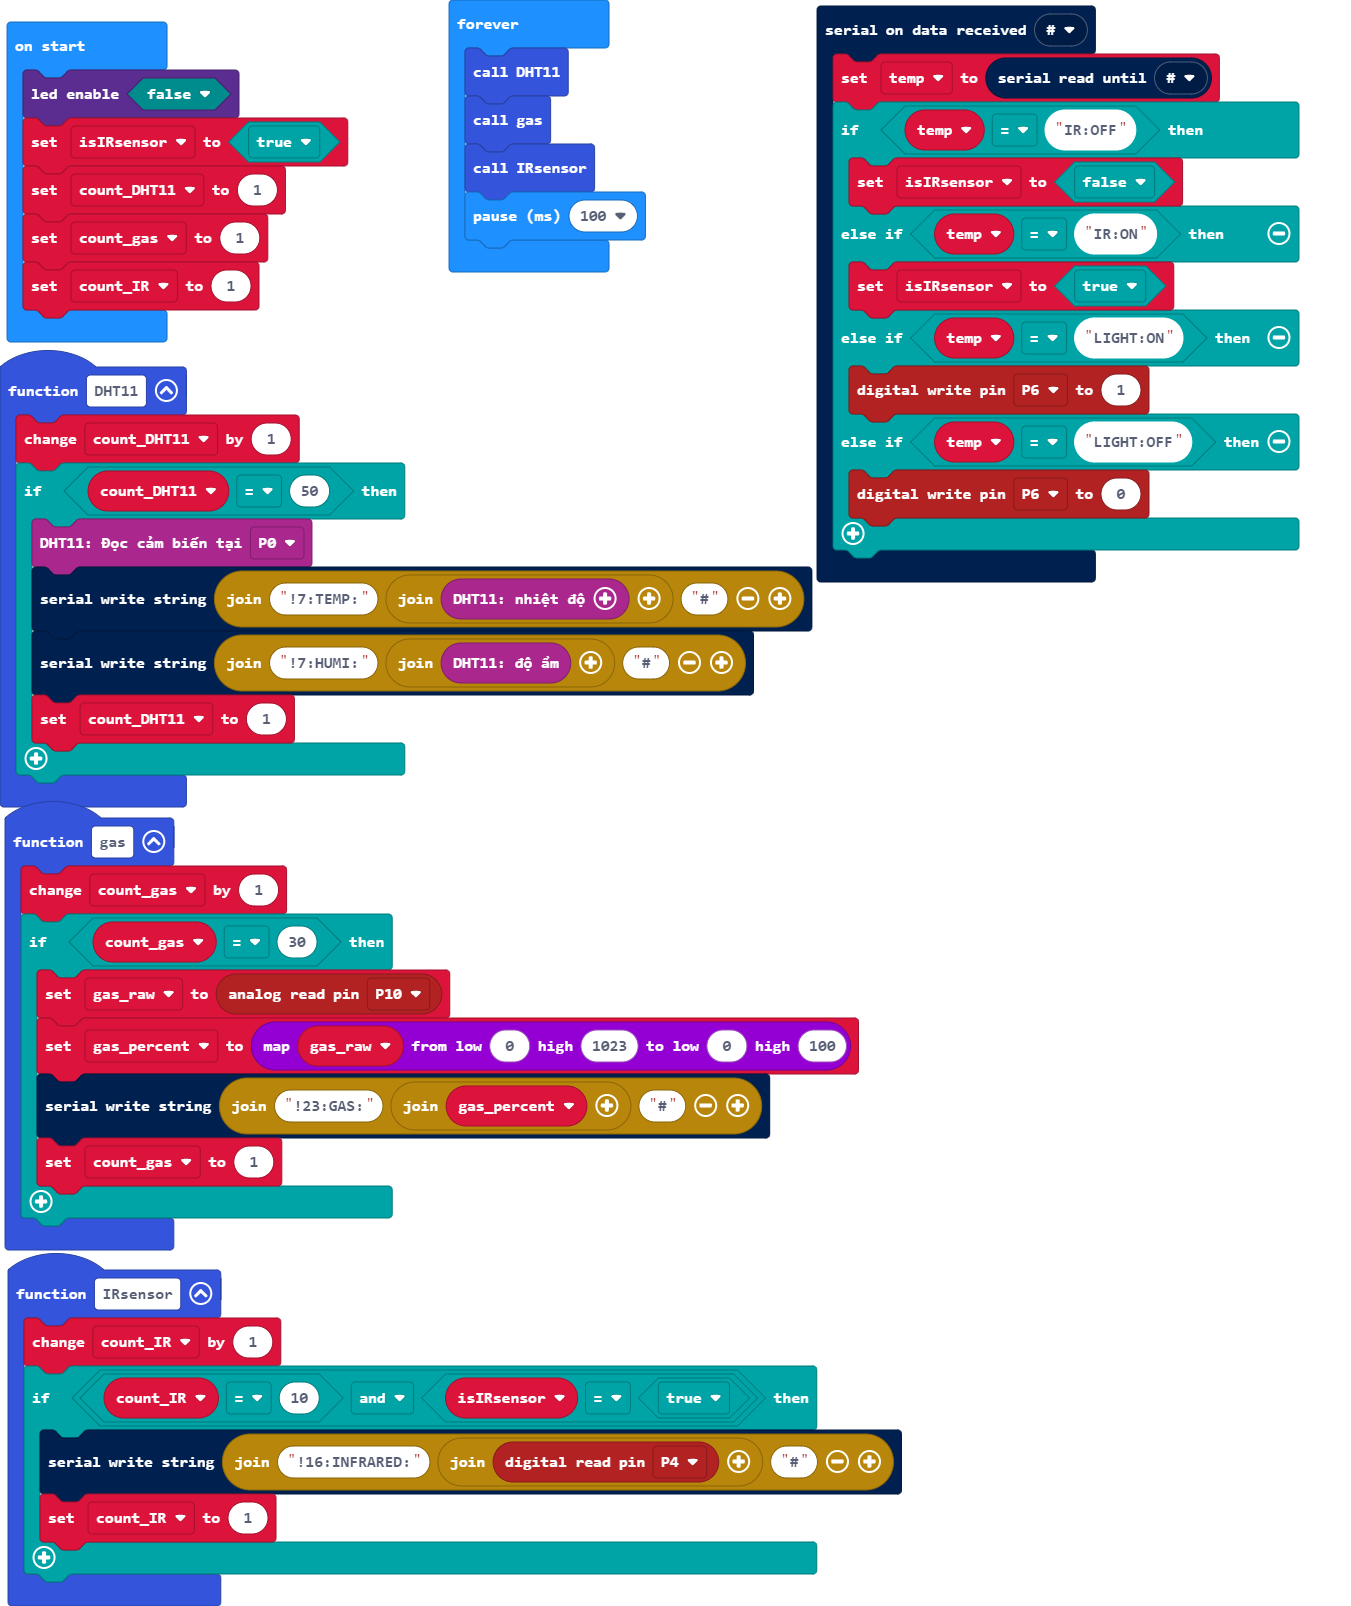 on start
led enable false
set isIRsensor to true
set count_DHT11 to 1
set count_gas to 1
set count_IR to 1
forever
call DHT11
call gas
call IRsensor
pause (ms) 100
serial on data received #
set temp to serial read until #
if temp = "IR:OFF" then
set isIRsensor to false
else if temp = "IR:ON" then
set isIRsensor to true
else if temp = "LIGHT:ON" then
digital write pin P6 to 1
else if temp = "LIGHT:OFF" then
digital write pin P6 to 0
function DHT11
change count_DHT11 by 1
if count_DHT11 = 50 then
DHT11: Đọc cảm biến tại P0
serial write string join "!7:TEMP:" join DHT11: nhiệt độ "#"
serial write string join "!7:HUMI:" join DHT11: độ ẩm "#"
set count_DHT11 to 1
function gas
change count_gas by 1
if count_gas = 30 then
set gas_raw to analog read pin P10
set gas_percent to map gas_raw from low 0 high 1023 to low 0 high 100
serial write string join "!23:GAS:" join gas_percent "#"
set count_gas to 1
function IRsensor
change count_IR by 1
if count_IR = 10 and isIRsensor = true then
serial write string join "!16:INFRARED:" join digital read pin P4 "#"
set count_IR to 1